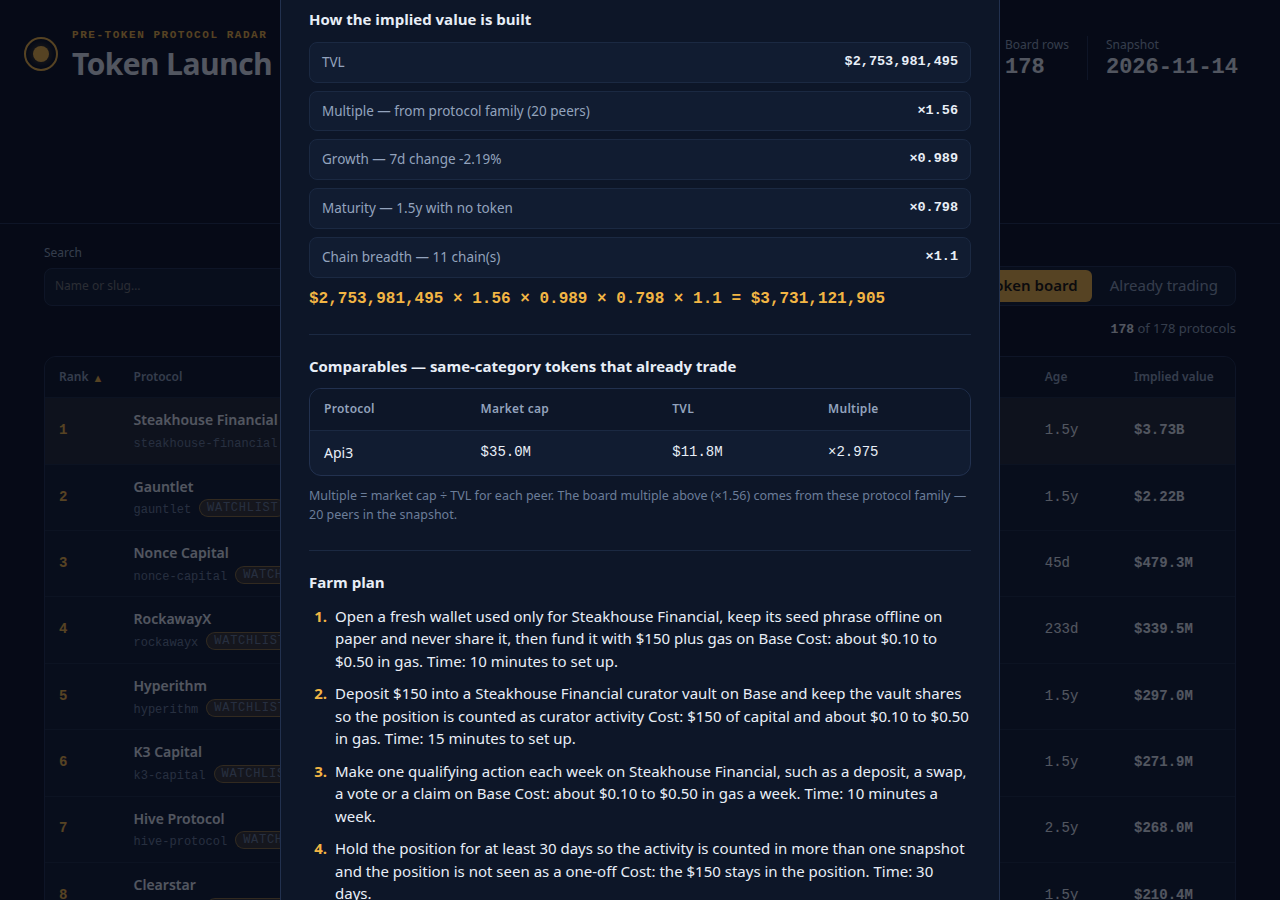 PRE-TOKEN PROTOCOL RADAR
Token Launch
Board rows
178
Snapshot
2026-11-14
How the implied value is built
TVL $2,753,981,495
Multiple — from protocol family (20 peers) ×1.56
Growth — 7d change -2.19% ×0.989
Maturity — 1.5y with no token ×0.798
Chain breadth — 11 chain(s) ×1.1
$2,753,981,495 × 1.56 × 0.989 × 0.798 × 1.1 = $3,731,121,905
Comparables — same-category tokens that already trade
Protocol Market cap TVL Multiple
Api3 $35.0M $11.8M ×2.975
Multiple = market cap ÷ TVL for each peer. The board multiple above (×1.56) comes from these protocol family —
20 peers in the snapshot.
Farm plan
1. Open a fresh wallet used only for Steakhouse Financial, keep its seed phrase offline on
paper and never share it, then fund it with $150 plus gas on Base Cost: about $0.10 to
$0.50 in gas. Time: 10 minutes to set up.
2. Deposit $150 into a Steakhouse Financial curator vault on Base and keep the vault shares
so the position is counted as curator activity Cost: $150 of capital and about $0.10 to $0.50
in gas. Time: 15 minutes to set up.
3. Make one qualifying action each week on Steakhouse Financial, such as a deposit, a swap,
a vote or a claim on Base Cost: about $0.10 to $0.50 in gas a week. Time: 10 minutes a
week.
4. Hold the position for at least 30 days so the activity is counted in more than one snapshot
and the position is not seen as a one-off Cost: the $150 stays in the position. Time: 30
days.
Search
Name or slug...
oken board
Already trading
178 of 178 protocols
Rank ▲ Protocol Age Implied value
1 Steakhouse Financial 1.5y $3.73B
steakhouse-financial
2 Gauntlet 1.5y $2.22B
gauntlet WATCHLIST
3 Nonce Capital 45d $479.3M
nonce-capital WATCH
4 RockawayX 233d $339.5M
rockawayx WATCHLIST
5 Hyperithm 1.5y $297.0M
hyperithm WATCHLIST
6 K3 Capital 1.5y $271.9M
k3-capital WATCHLIS
7 Hive Protocol 2.5y $268.0M
hive-protocol WATCH
8 Clearstar 1.5y $210.4M